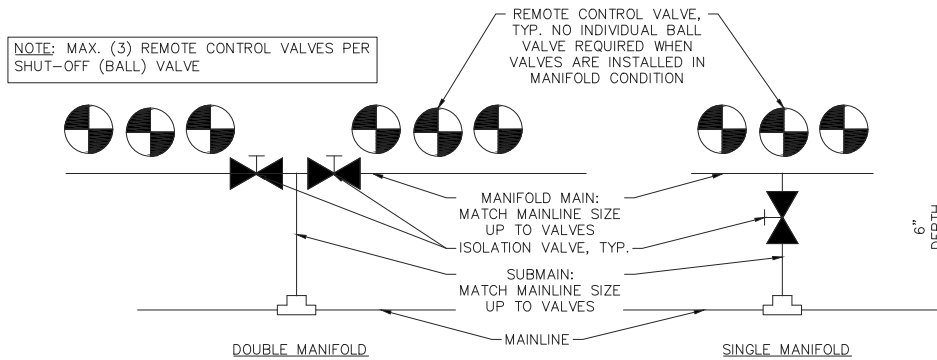 NOTE: MAX. (3) REMOTE CONTROL VALVES PER
SHUT-OFF (BALL) VALVE
REMOTE CONTROL VALVE,
TYP. NO INDIVIDUAL BALL
VALVE REQUIRED WHEN
VALVES ARE INSTALLED IN
MANIFOLD CONDITION
MANIFOLD MAIN:
MATCH MAINLINE SIZE
UP TO VALVES
ISOLATION VALVE, TYP.
SUBMAIN:
MATCH MAINLINE SIZE
UP TO VALVES
MAINLINE
DOUBLE MANIFOLD
SINGLE MANIFOLD
6"
DEPTH